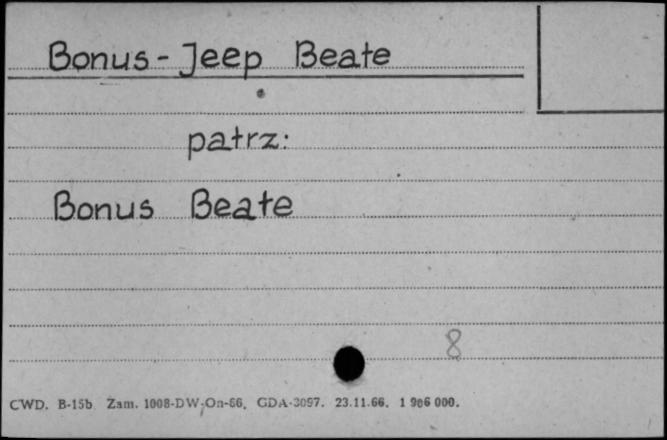 Bonus-Jeep Beate
patrz:
Bonus Beate
8
CWD. B-15b Zam. 1008-DW-On-66, GDA-3097. 23.11.66. 1 906 000.